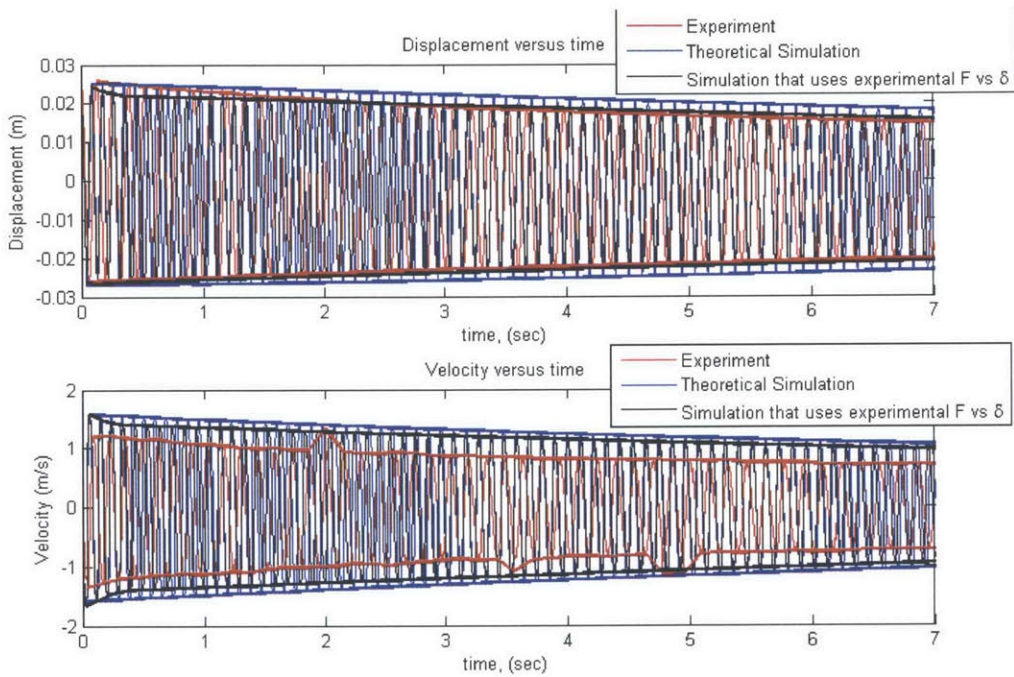 Experiment
Displacement versus time
Theoretical Simulation
Simulation that uses experimental F vs δ
0.03
0.02
0.01
0
-0.01
-0.02
-0.03
Displacement (m)
0 1 2 3 4 5 6 7
time, (sec)
Velocity versus time
Experiment
Theoretical Simulation
Simulation that uses experimental F vs δ
2
1
0
-1
-2
Velocity (m/s)
0 1 2 3 4 5 6 7
time, (sec)